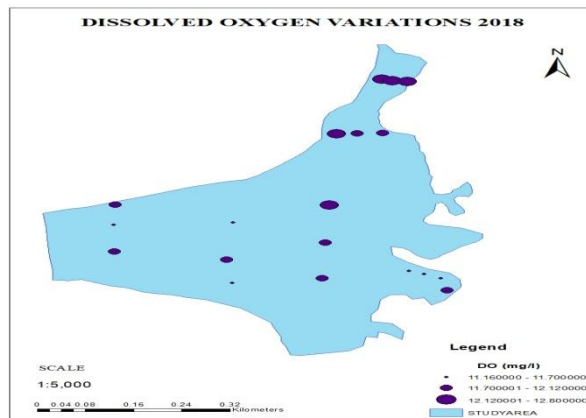 DISSOLVED OXYGEN VARIATIONS 2018
N
Legend
DO (mg/l)
11.160000 - 11.700000
11.700001 - 12.120000
12.120001 - 12.800000
STUDYAREA
SCALE
1:5,000
0 0.04 0.08 0.16 0.24 0.32
Kilometers